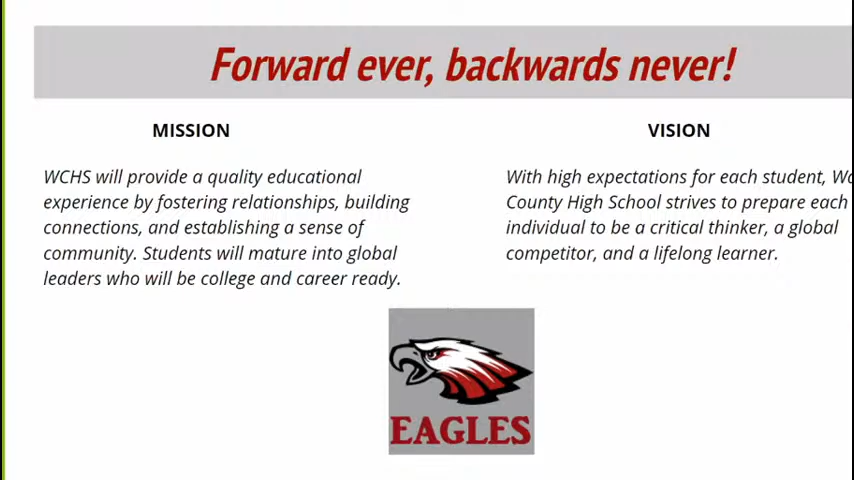 Forward ever, backwards never!
MISSION
WCHS will provide a quality educational
experience by fostering relationships, building
connections, and establishing a sense of
community. Students will mature into global
leaders who will be college and career ready.
VISION
With high expectations for each student,
County High School strives to prepare each
individual to be a critical thinker, a global
competitor, and a lifelong learner.
EAGLES